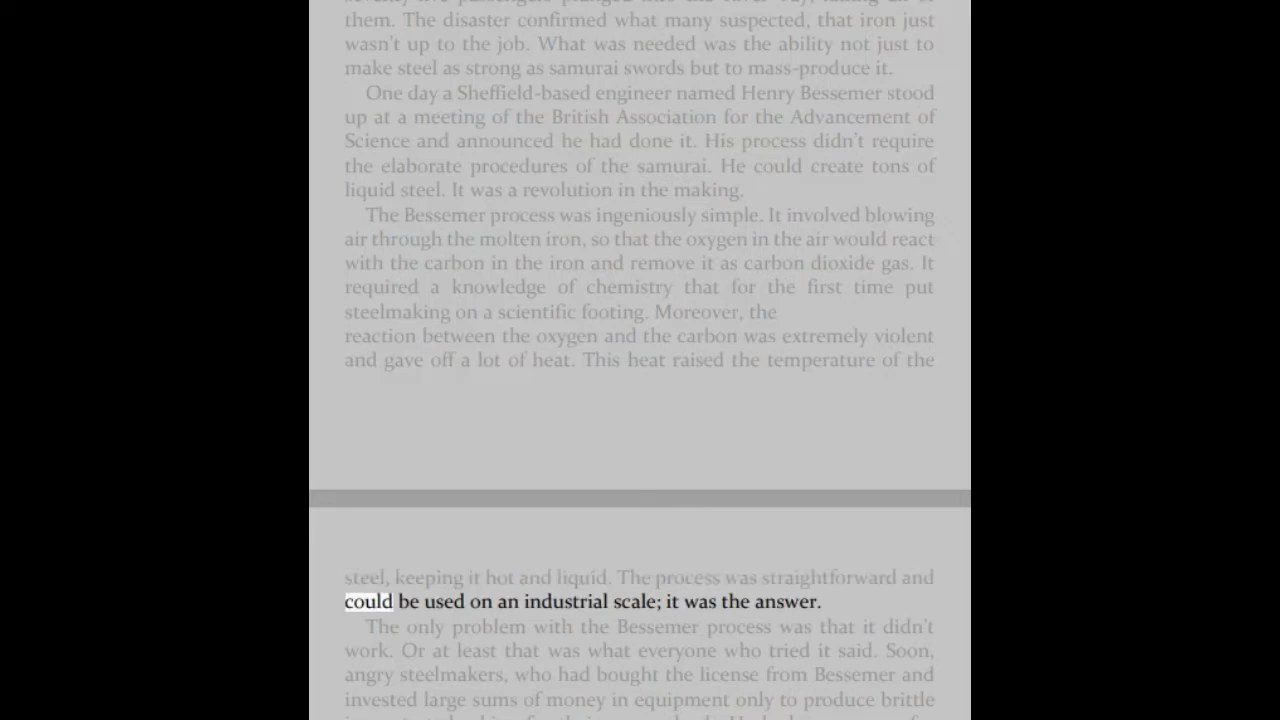 them. The disaster confirmed what many suspected, that iron just
wasn't up to the job. What was needed was the ability not just to
make steel as strong as samurai swords but to mass-produce it.
One day a Sheffield-based engineer named Henry Bessemer stood
up at a meeting of the British Association for the Advancement of
Science and announced he had done it. His process didn't require
the elaborate procedures of the samurai. He could create tons of
liquid steel. It was a revolution in the making.
The Bessemer process was ingeniously simple. It involved blowing
air through the molten iron, so that the oxygen in the air would react
with the carbon in the iron and remove it as carbon dioxide gas. It
required a knowledge of chemistry that for the first time put
steelmaking on a scientific footing. Moreover, the
reaction between the oxygen and the carbon was extremely violent
and gave off a lot of heat. This heat raised the temperature of the
steel, keeping it hot and liquid. The process was straightforward and
could be used on an industrial scale; it was the answer.
The only problem with the Bessemer process was that it didn't
work. Or at least that was what everyone who tried it said. Soon,
angry steelmakers, who had bought the license from Bessemer and
invested large sums of money in equipment only to produce brittle